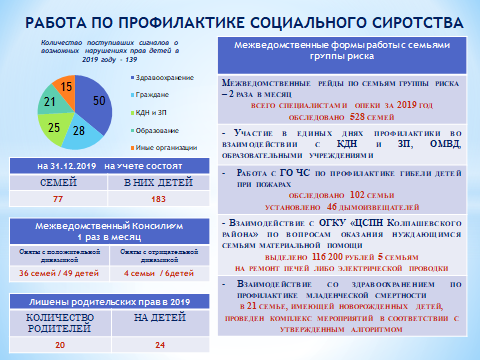 РАБОТА ПО ПРОФИЛАКТИКЕ СОЦИАЛЬНОГО СИРОТСТВА
Количество поступивших сигналов о
возможных нарушениях прав детей в
2019 году - 139
15
21
25
28
50
Здравоохранение
Граждане
КДН и ЗП
Образование
Иные организации
на 31.12.2019 на учете состоят
СЕМЕЙ
В НИХ ДЕТЕЙ
77
183
Межведомственный Консилиум
1 раз в месяц
Сняты с положительной
динамикой
Сняты с отрицательной
динамикой
36 семей / 49 детей
4 семьи / 6детей
Лишены родительских прав в 2019
КОЛИЧЕСТВО
РОДИТЕЛЕЙ
НА ДЕТЕЙ
20
24
Межведомственные формы работы с семьями
группы риска
МЕЖВЕДОМСТВЕННЫЕ РЕЙДЫ ПО СЕМЬЯМ ГРУППЫ РИСКА
– 2 РАЗА В МЕСЯЦ
ВСЕГО СПЕЦИАЛИСТАМИ ОПЕКИ ЗА 2019 ГОД
ОБСЛЕДОВАНО 528 СЕМЕЙ
- УЧАСТИЕ В ЕДИНЫХ ДНЯХ ПРОФИЛАКТИКИ ВО
ВЗАИМОДЕЙСТВИИ С КДН И ЗП, ОМВД,
ОБРАЗОВАТЕЛЬНЫМИ УЧРЕЖДЕНИЯМИ
- РАБОТА С ГО ЧС ПО ПРОФИЛАКТИКЕ ГИБЕЛИ ДЕТЕЙ
ПРИ ПОЖАРАХ
ОБСЛЕДОВАНО 102 СЕМЬИ
УСТАНОВЛЕНО 46 ДЫМОИЗВЕЩАТЕЛЕЙ
- ВЗАИМОДЕЙСТВИЕ С ОГКУ «ЦСПН КОЛПАШЕВСКОГО
РАЙОНА» ПО ВОПРОСАМ ОКАЗАНИЯ НУЖДАЮЩИМСЯ
СЕМЬЯМ МАТЕРИАЛЬНОЙ ПОМОЩИ
ВЫДЕЛЕНО 116 200 РУБЛЕЙ 5 СЕМЬЯМ
НА РЕМОНТ ПЕЧЕЙ ЛИБО ЭЛЕКТРИЧЕСКОЙ ПРОВОДКИ
- ВЗАИМОДЕЙСТВИЕ СО ЗДРАВООХРАНЕНИЕМ ПО
ПРОФИЛАКТИКЕ МЛАДЕНЧЕСКОЙ СМЕРТНОСТИ
В 21 СЕМЬЕ, ИМЕЮЩЕЙ НОВОРОЖДЕННЫХ ДЕТЕЙ,
ПРОВЕДЕН КОМПЛЕКС МЕРОПРИЯТИЙ В СООТВЕТСТВИИ С
УТВЕРЖДЕННЫМ АЛГОРИТМОМ